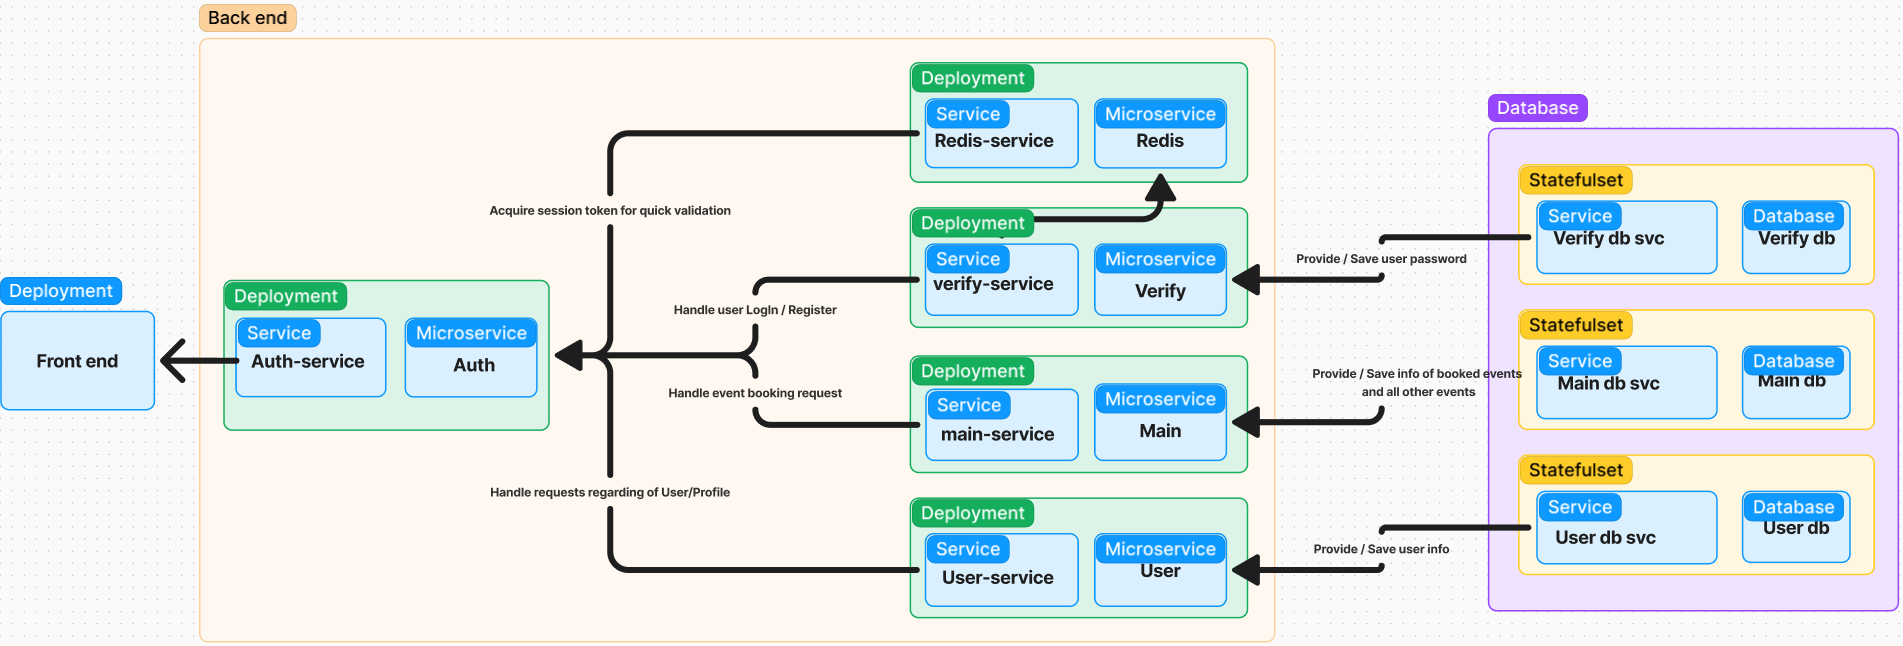 Back end
Deployment
Service
Redis-service
Microservice
Redis
Database
Statefulset
Service
Verify db svc
Database
Verify db
Acquire session token for quick validation
Deployment
Service
verify-service
Microservice
Verify
Provide / Save user password
Deployment
Front end
Deployment
Service
Auth-service
Microservice
Auth
Handle user LogIn / Register
Handle event booking request
Deployment
Service
main-service
Microservice
Main
Provide / Save info of booked events
and all other events
Statefulset
Service
Main db svc
Database
Main db
Handle requests regarding of User/Profile
Deployment
Service
User-service
Microservice
User
Provide / Save user info
Statefulset
Service
User db svc
Database
User db